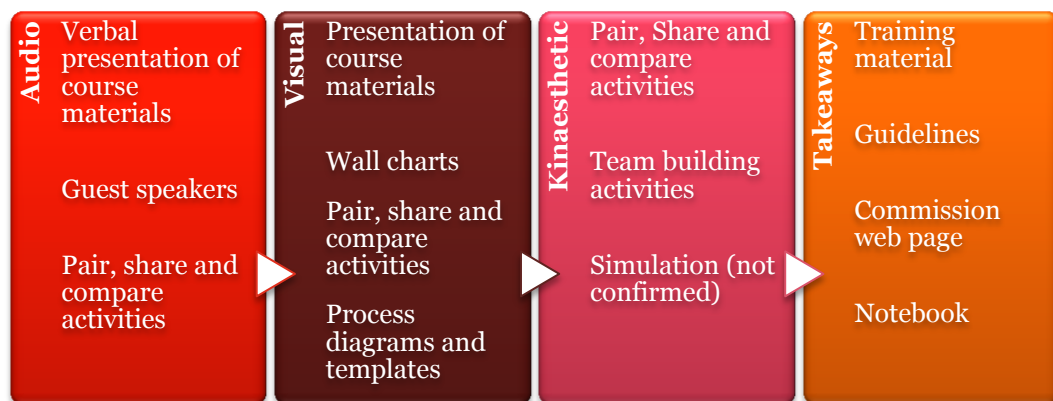 Audio
Verbal
presentation of
course
materials
Guest speakers
Pair, share and
compare
activities
Visual
Presentation of
course
materials
Wall charts
Pair, share and
compare
activities
Process
diagrams and
templates
Kinaesthetic
Pair, Share and
compare
activities
Team building
activities
Simulation (not
confirmed)
Takeaways
Training
material
Guidelines
Commission
web page
Notebook